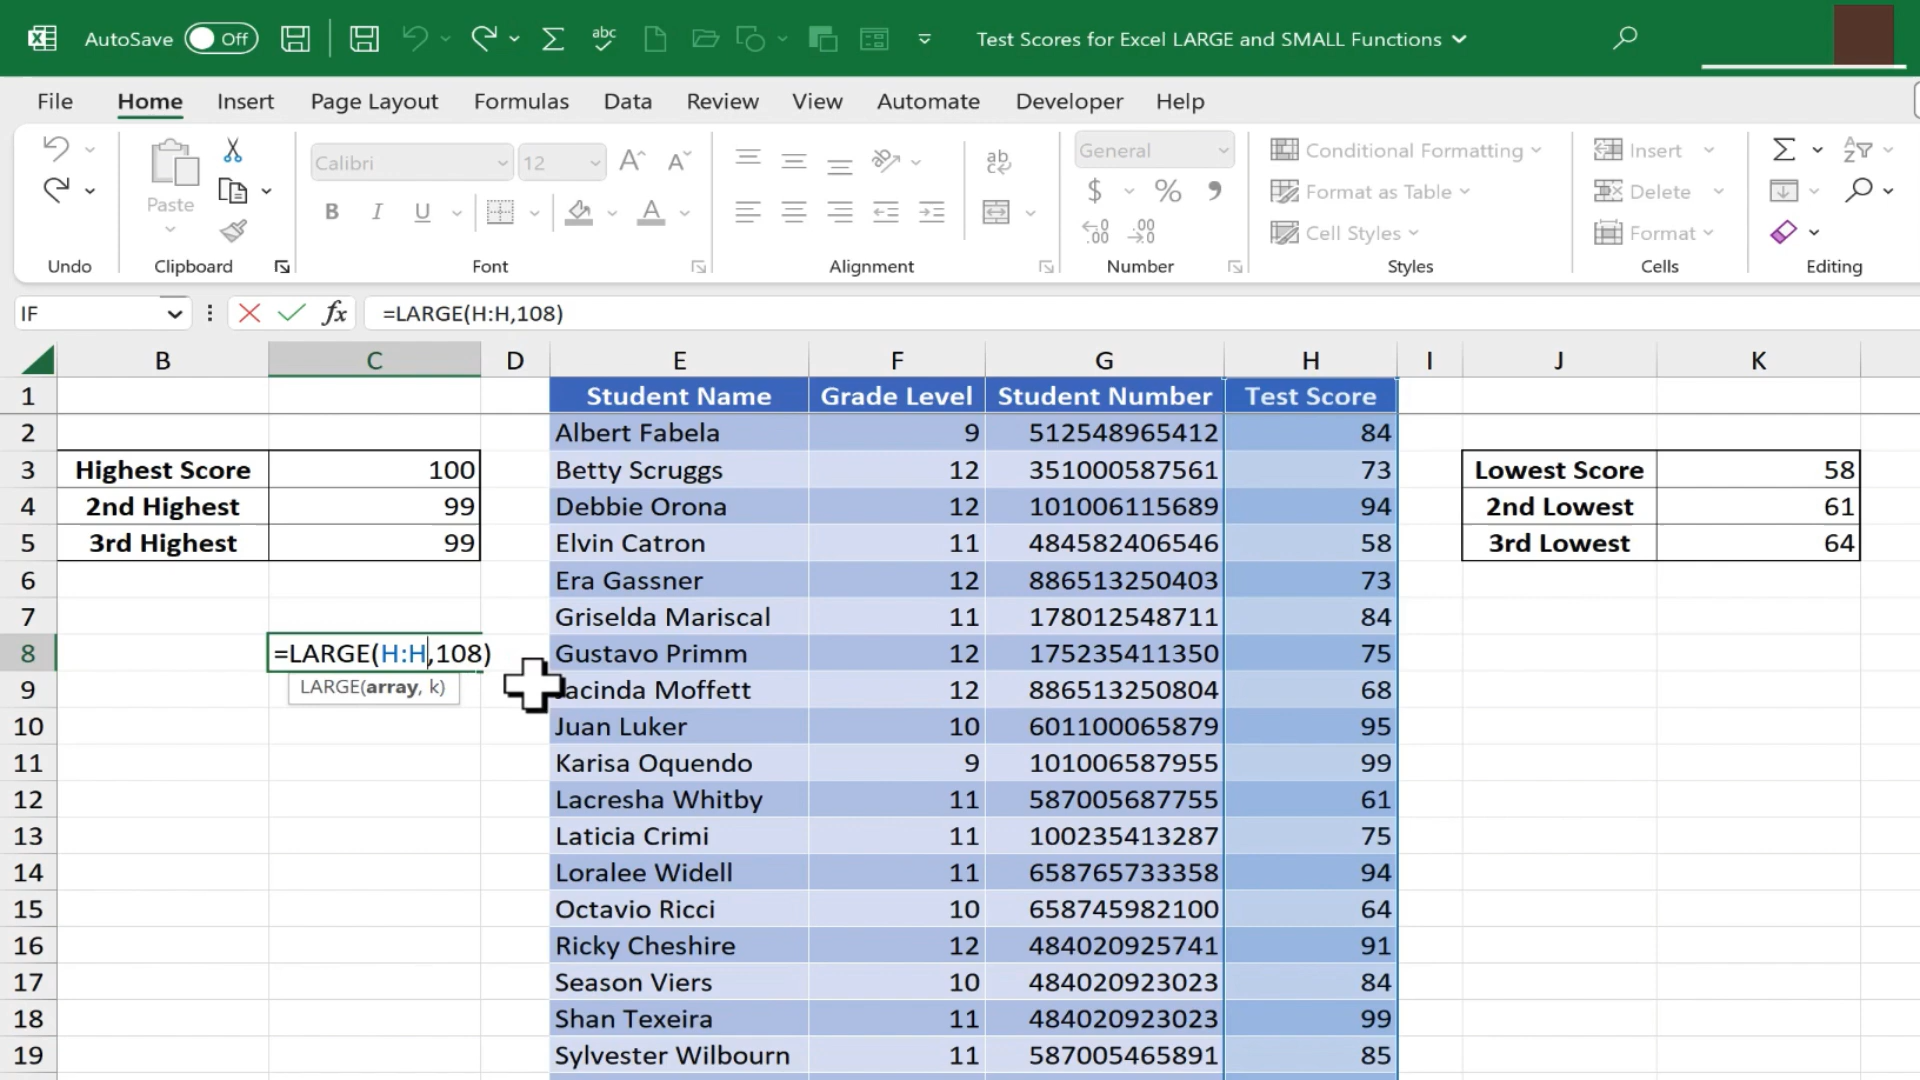 AutoSave Off abc Test Scores for Excel LARGE and SMALL Functions
File Home Insert Page Layout Formulas Data Review View Automate Developer Help
Calibri 12 A A ab General Conditional Formatting Insert
Paste $ % Format as Table Delete
B I U A .00 .00 Cell Styles Format
Undo Clipboard Font Alignment Number Styles Cells Editing
IF fx =LARGE(H:H,108)
B C D E F G H I J K
1 Student Name Grade Level Student Number Test Score
2 Albert Fabela 9 512548965412 84
3 Highest Score 100 Betty Scruggs 12 351000587561 73 Lowest Score 58
4 2nd Highest 99 Debbie Orona 12 101006115689 94 2nd Lowest 61
5 3rd Highest 99 Elvin Catron 11 484582406546 58 3rd Lowest 64
6 Era Gassner 12 886513250403 73
7 Griselda Mariscal 11 178012548711 84
8 =LARGE(H:H,108) Gustavo Primm 12 175235411350 75
9 LARGE(array, k) Jacinda Moffett 12 886513250804 68
10 Juan Luker 10 601100065879 95
11 Karisa Oquendo 9 101006587955 99
12 Lacresha Whitby 11 587005687755 61
13 Laticia Crimi 11 100235413287 75
14 Loralee Widell 11 658765733358 94
15 Octavio Ricci 10 658745982100 64
16 Ricky Cheshire 12 484020925741 91
17 Season Viers 10 484020923023 84
18 Shan Texeira 11 484020923023 99
19 Sylvester Wilbourn 11 587005465891 85